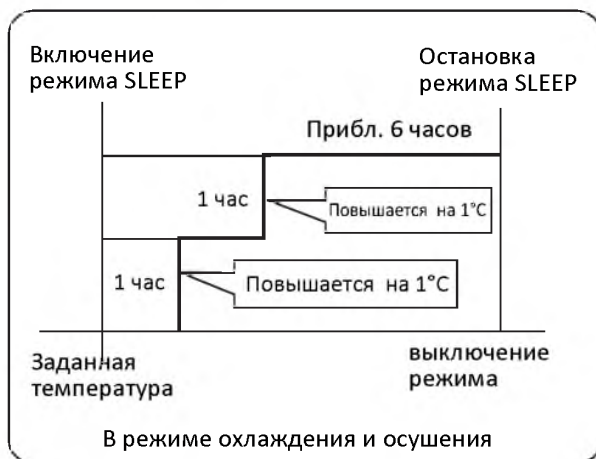 Включение
режима SLEEP
Остановка
режима SLEEP
Прибл. 6 часов
1 час
Повышается на 1°C
1 час
Повышается на 1°C
Заданная
температура
выключение
режима
В режиме охлаждения и осушения